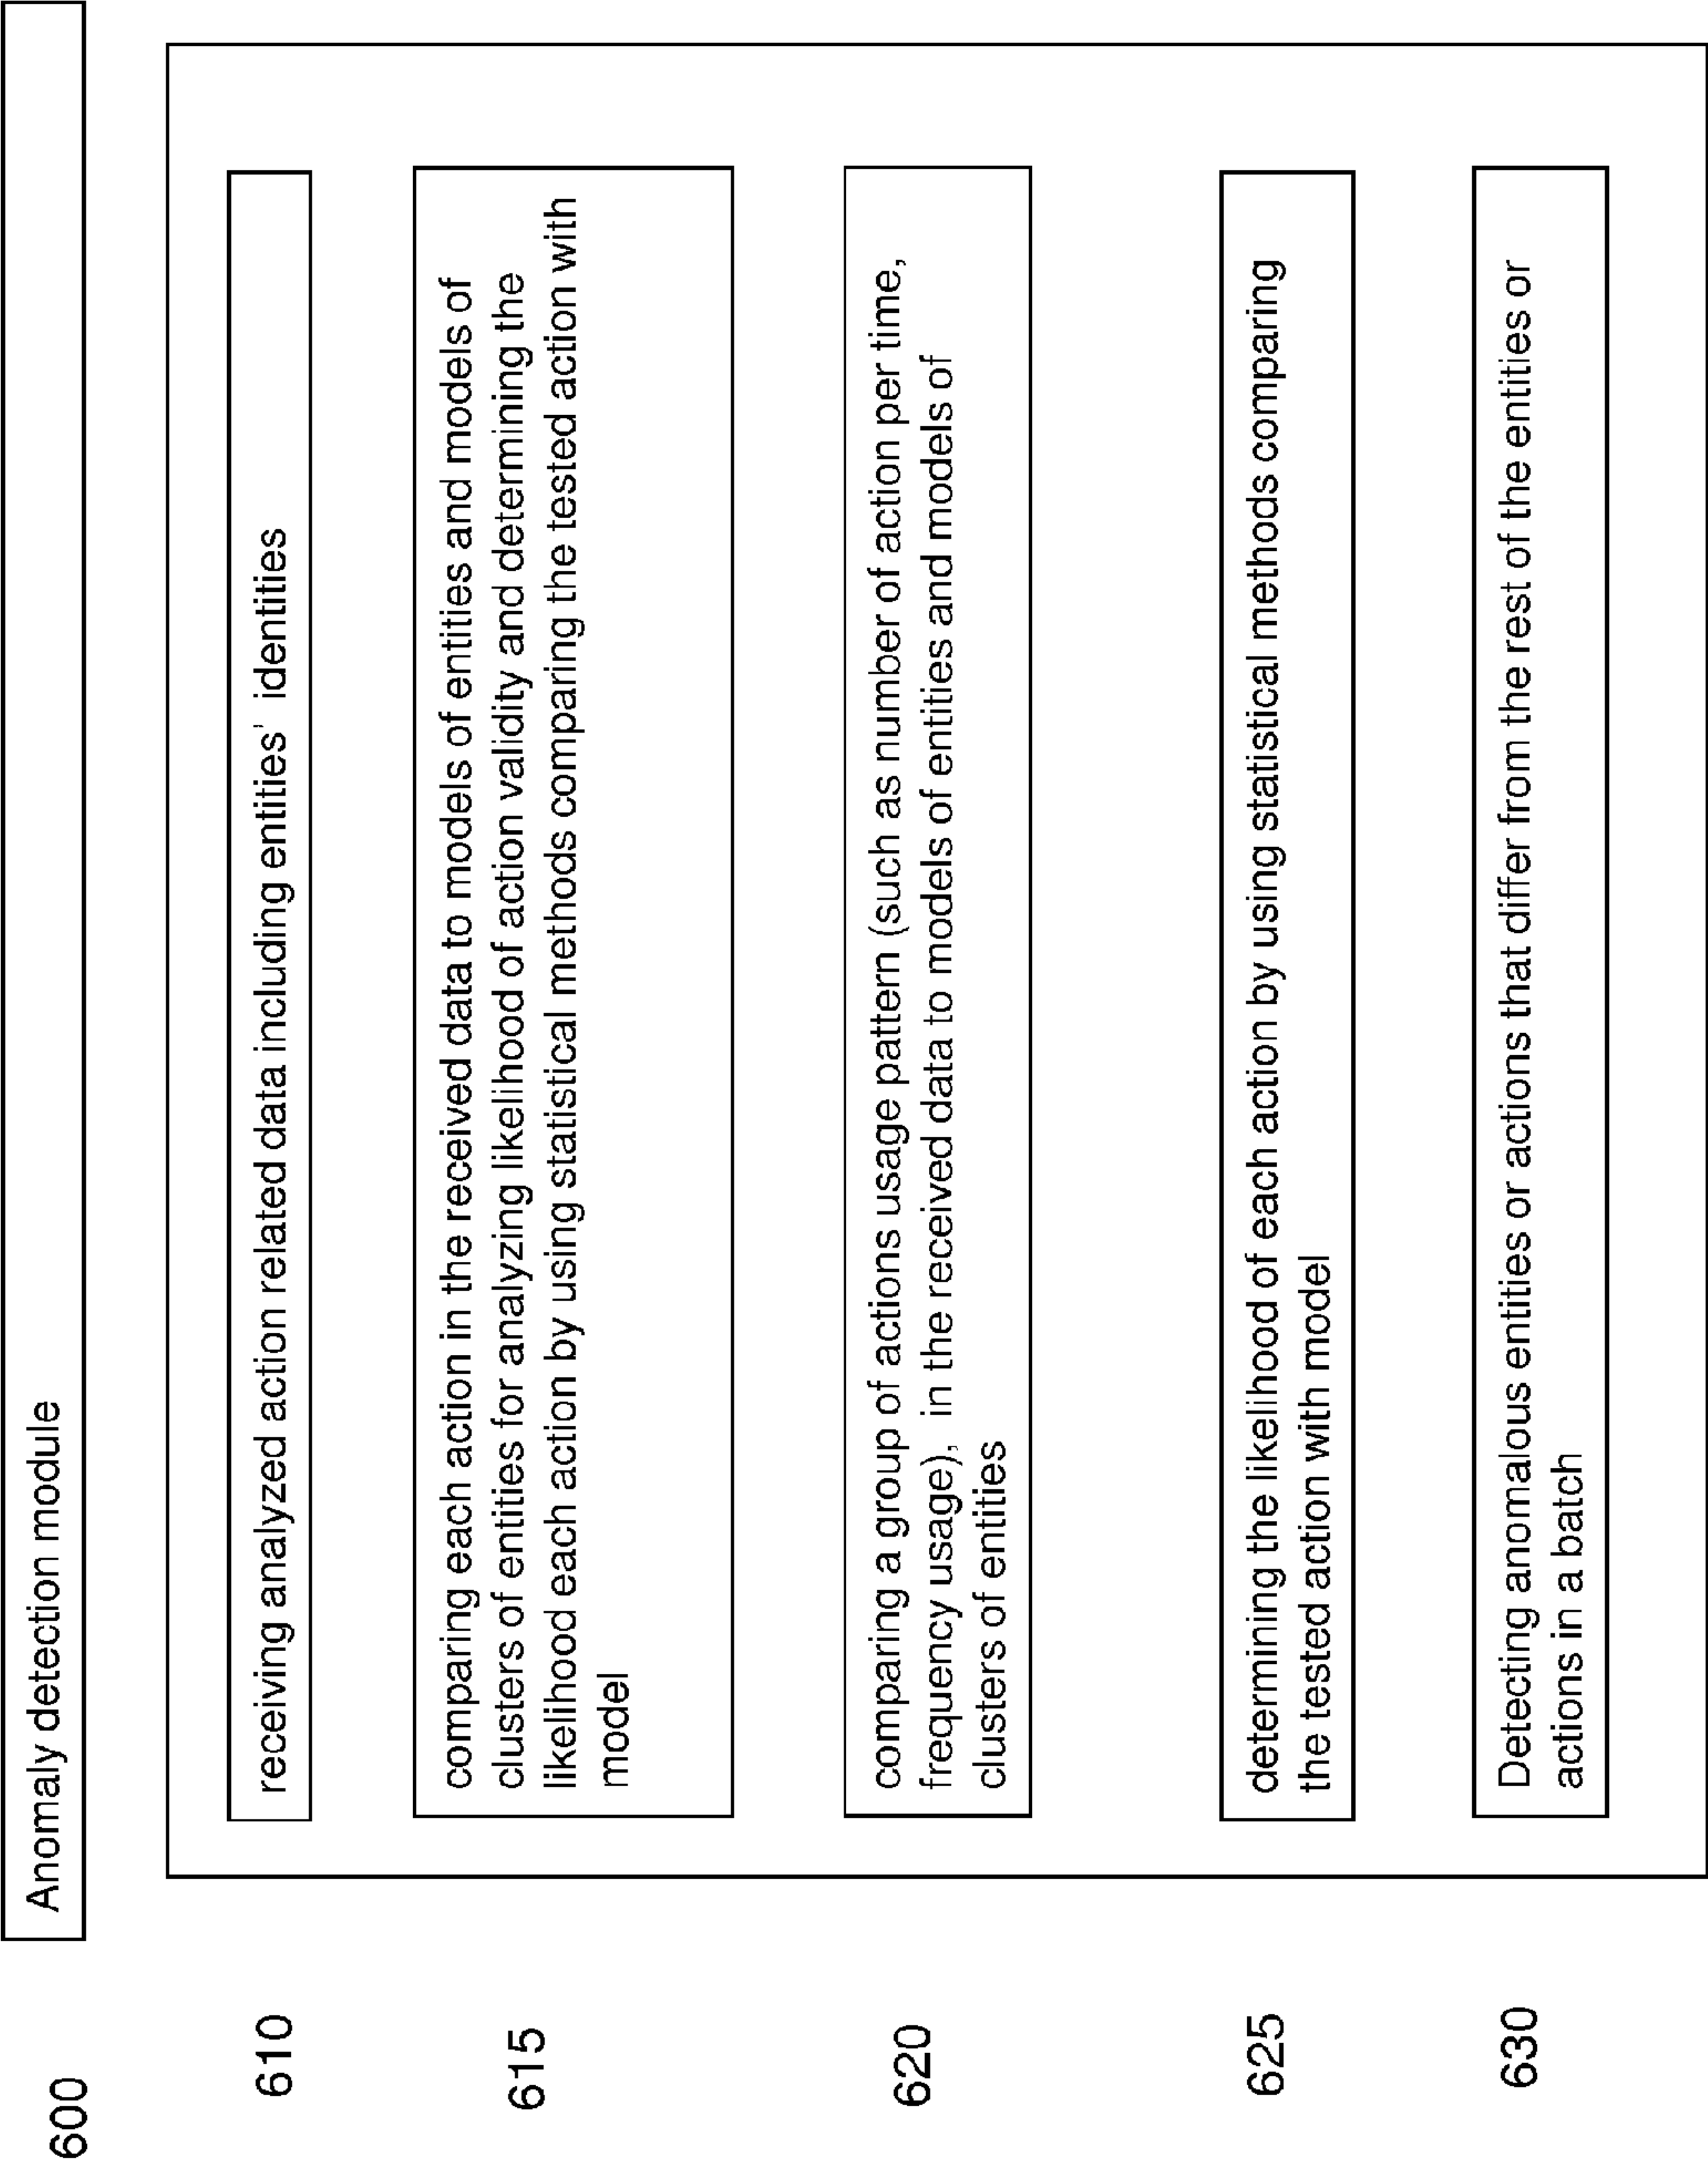 600
Anomaly detection module
610
receiving analyzed action related data including entities' identities
615
comparing each action in the received data to models of entities and models of
clusters of entities for analyzing likelihood of action validity and determining the
likelihood each action by using statistical methods comparing the tested action with
model
620
comparing a group of actions usage pattern (such as number of action per time,
frequency usage), in the received data to models of entities and models of
clusters of entities
625
determining the likelihood of each action by using statistical methods comparing
the tested action with model
630
Detecting anomalous entities or actions that differ from the rest of the entities or
actions in a batch